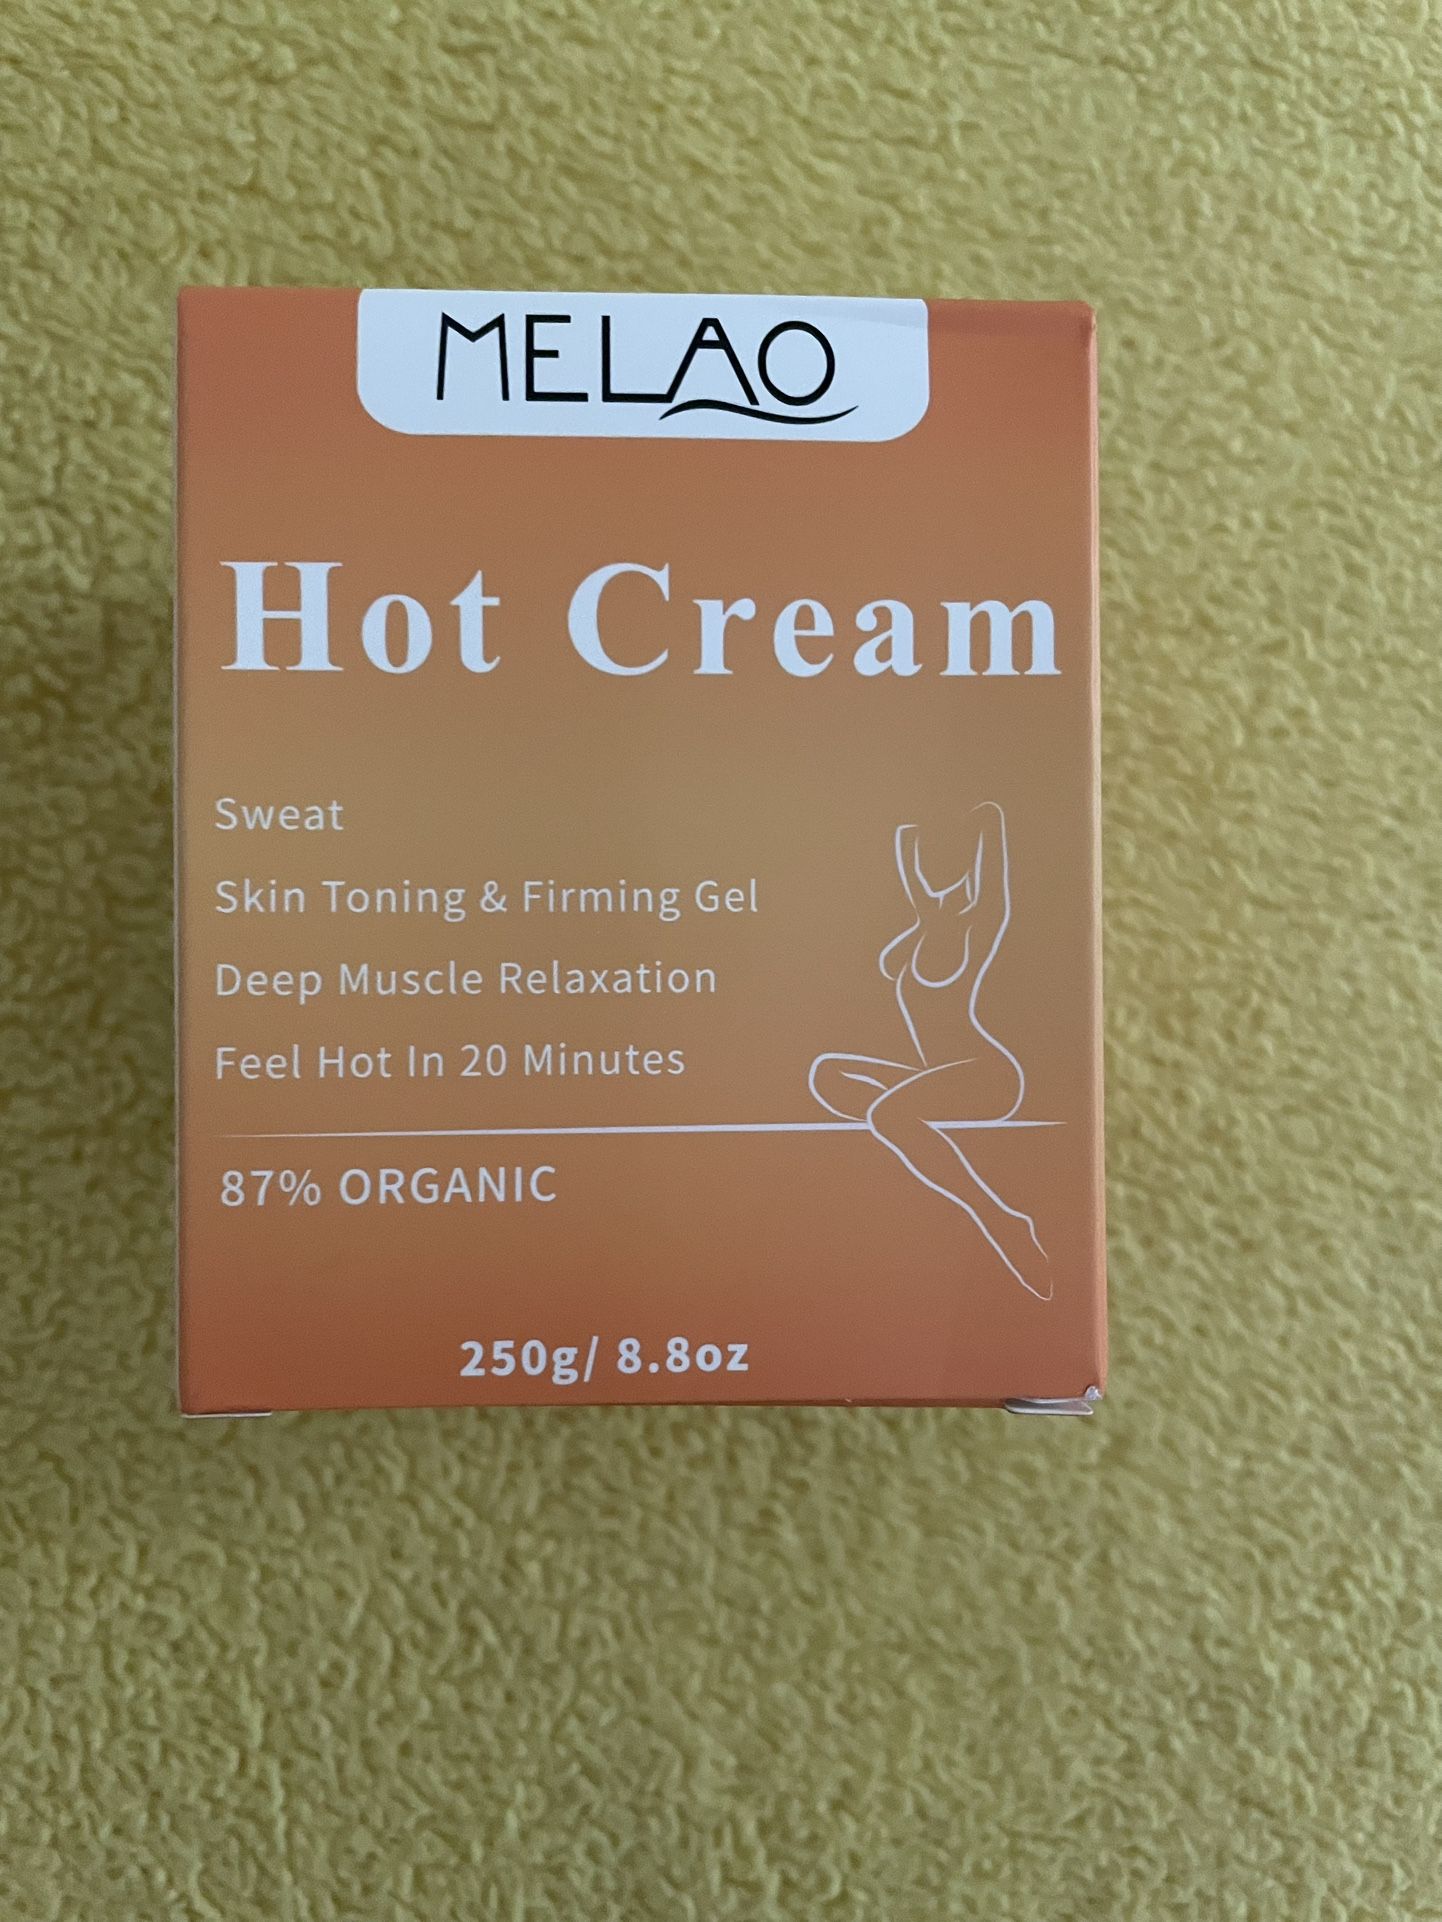 MELAO
Hot Cream
Sweat
Skin Toning & Firming Gel
Deep Muscle Relaxation
Feel Hot In 20 Minutes
87% ORGANIC
250g/ 8.8oz